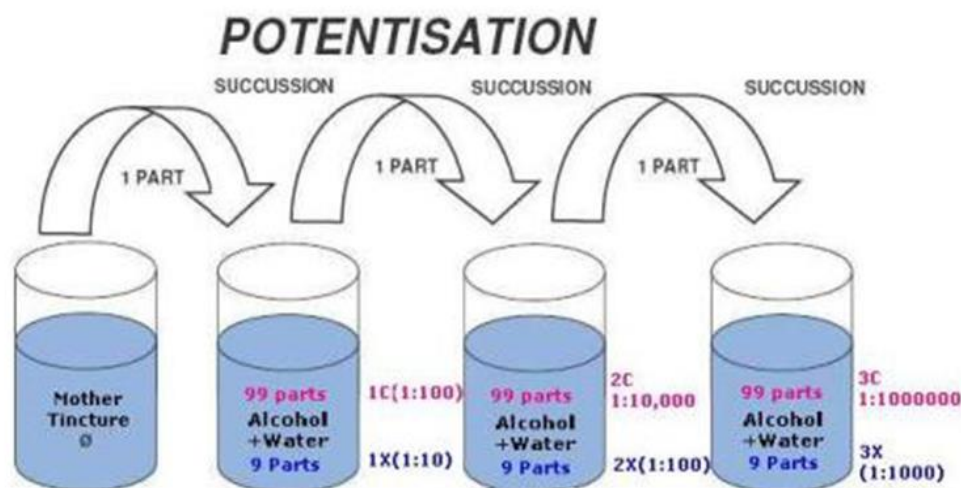 POTENTISATION
SUCCUSSION
SUCCUSSION
SUCCUSSION
1 PART
1 PART
1 PART
Mother
Tincture
Ø
99 parts
Alcohol
+Water
9 Parts
1C(1:100)
1X(1:10)
99 parts
Alcohol
+Water
9 Parts
2C
1:10,000
2X(1:100)
99 parts
Alcohol
+Water
9 Parts
3C
1:1000000
3X
(1:1000)